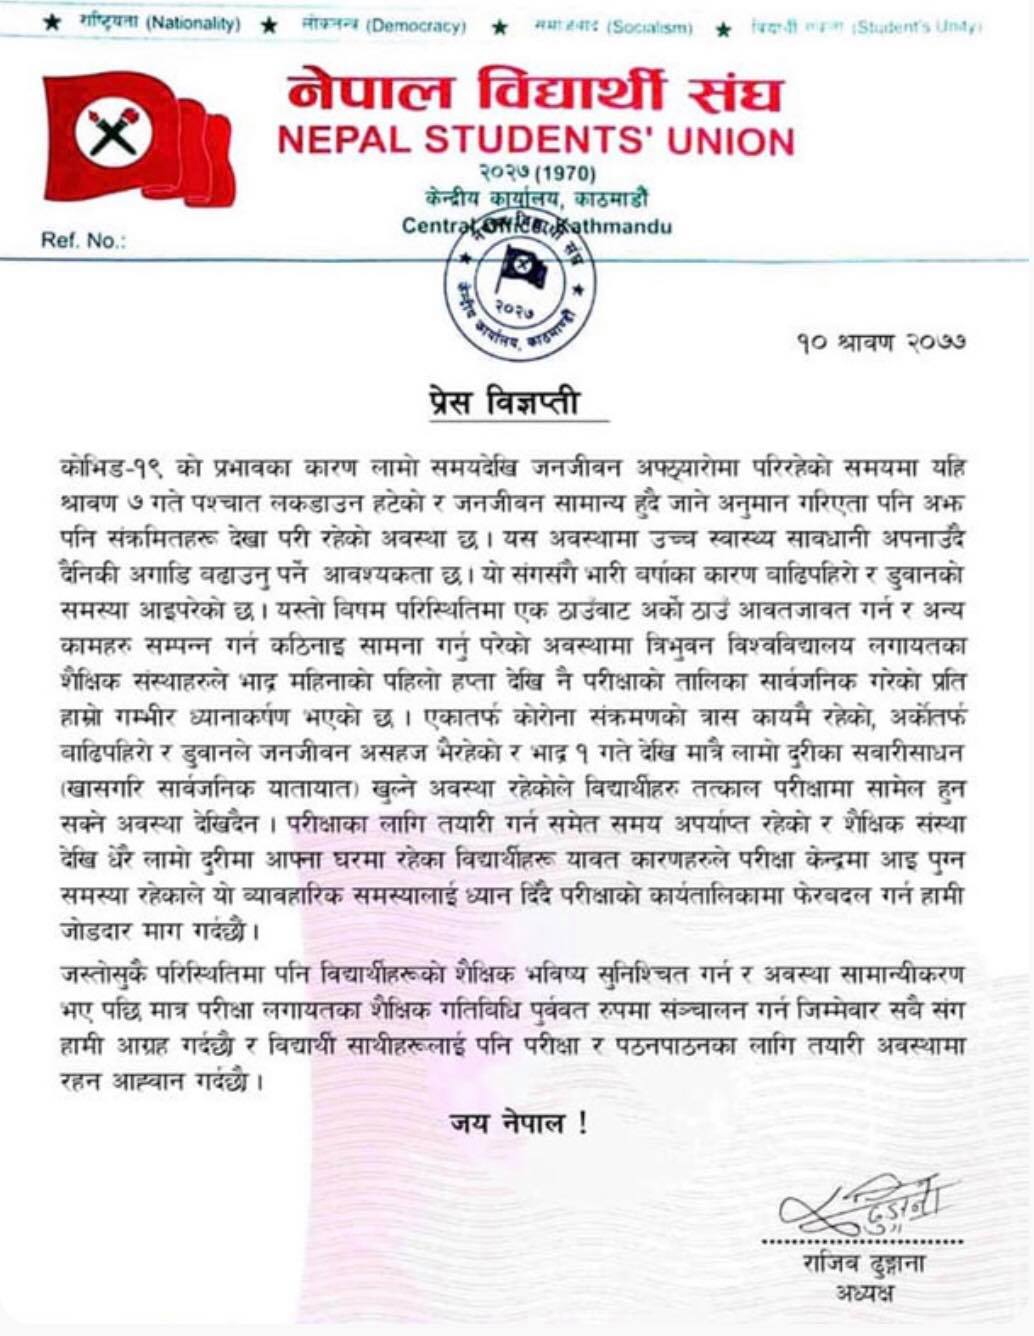 ★ राष्ट्रियता (Nationality) ★ लोकतन्त्र (Democracy) ★ समाजवाद (Socialism) ★ विद्यार्थी एकता (Student's Unity)
नेपाल विद्यार्थी संघ
NEPAL STUDENTS' UNION
२०२७ (1970)
केन्द्रीय कार्यालय, काठमाडौं
Central Office, Kathmandu
Ref. No.:
नेपाल विद्यार्थी संघ
२०२७
केन्द्रीय कार्यालय, काठमाण्डौ
१० श्रावण २०७७
प्रेस विज्ञप्ती
कोभिड-१९ को प्रभावका कारण लामो समयदेखि जनजीवन अफ्ठ्यारोमा परिरहेको समयमा यहि
श्रावण ७ गते पश्चात लकडाउन हटेको र जनजीवन सामान्य हुदै जाने अनुमान गरिएता पनि अझ
पनि संक्रमितहरू देखा परी रहेको अवस्था छ । यस अवस्थामा उच्च स्वास्थ्य सावधानी अपनाउदै
दैनिकी अगाडि बढाउनु पर्ने आवश्यकता छ। यो संगसगै भारी वर्षाका कारण बाढिपहिरो र डुवानको
समस्या आइपरेको छ। यस्तो विषम परिस्थितिमा एक ठाउँबाट अर्को ठाउँ आवतजावत गर्न र अन्य
कामहरु सम्पन्न गर्न कठिनाइ सामना गर्नु परेको अवस्थामा त्रिभुवन विश्वविद्यालय लगायतका
शैक्षिक संस्थाहरुले भाद्र महिनाको पहिलो हप्ता देखि नै परीक्षाको तालिका सार्वजनिक गरेको प्रति
हाम्रो गम्भीर ध्यानाकर्षण भएको छ । एकातर्फ कोरोना संक्रमणको त्रास कायमै रहेको, अर्कोतर्फ
बाढिपहिरो र डुवानले जनजीवन असहज भैरहेको र भाद्र १ गते देखि मात्रै लामो दुरीका सवारीसाधन
(खासगरि सार्वजनिक यातायात) खुल्ने अवस्था रहेकोले विद्यार्थीहरु तत्काल परीक्षामा सामेल हुन
सक्ने अवस्था देखिदैन । परीक्षाका लागि तयारी गर्न समेत समय अपर्याप्त रहेको र शैक्षिक संस्था
देखि धेरै लामो दुरीमा आफ्ना घरमा रहेका विद्यार्थीहरू यावत कारणहरुले परीक्षा केन्द्रमा आइ पुग्न
समस्या रहेकाले यो व्यावहारिक समस्यालाई ध्यान दिँदै परीक्षाको कार्यतालिकामा फेरबदल गर्न हामी
जोडदार माग गर्दछौ।
जस्तोसुकै परिस्थितिमा पनि विद्यार्थीहरूको शैक्षिक भविष्य सुनिश्चित गर्न र अवस्था सामान्यीकरण
भए पछि मात्र परीक्षा लगायतका शैक्षिक गतिविधि पुर्ववत रुपमा सञ्चालन गर्न जिम्मेवार सबै संग
हामी आग्रह गर्दछौ र विद्यार्थी साथीहरूलाई पनि परीक्षा र पठनपाठनका लागि तयारी अवस्थामा
रहन आह्वान गर्दछौ।
जय नेपाल !
ढुङ्गाना
राजिव ढुङ्गाना
अध्यक्ष